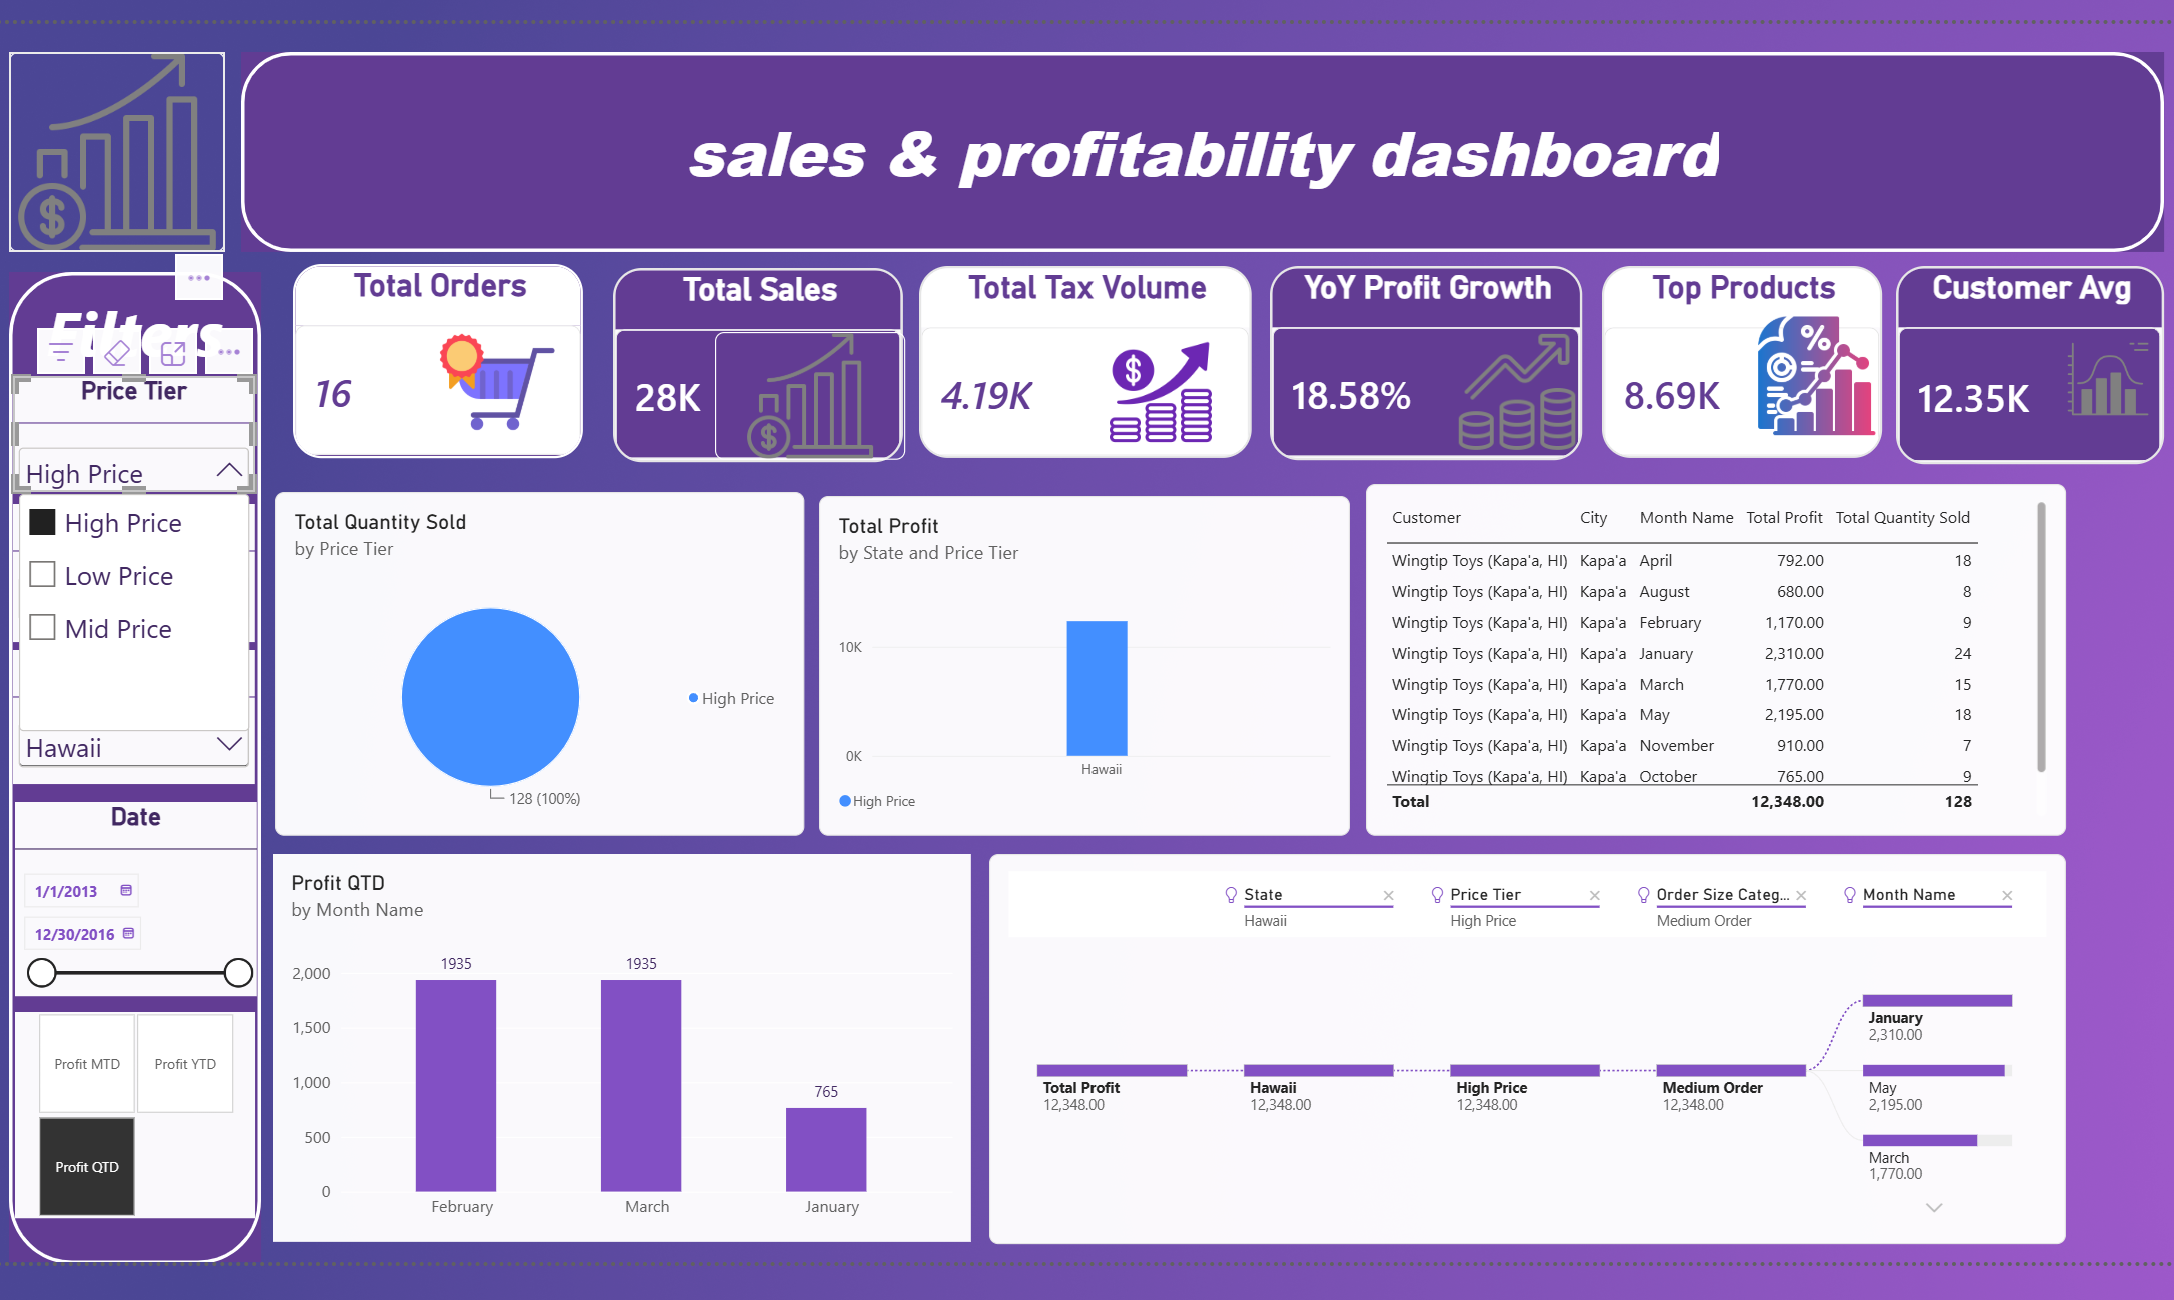 sales & profitability dashboard
Filters
Total Orders
16
Total Sales
28K
Total Tax Volume
4.19K
YoY Profit Growth
18.58%
Top Products
8.69K
Customer Avg
12.35K
Price Tier
High Price
High Price
Low Price
Mid Price
Hawaii
Date
1/1/2013
12/30/2016
Profit MTD
Profit YTD
Profit QTD
Total Quantity Sold
by Price Tier
High Price
128 (100%)
Total Profit
by State and Price Tier
10K
0K
Hawaii
High Price
Customer City Month Name Total Profit Total Quantity Sold
Wingtip Toys (Kapa'a, HI) Kapa'a April 792.00 18
Wingtip Toys (Kapa'a, HI) Kapa'a August 680.00 8
Wingtip Toys (Kapa'a, HI) Kapa'a February 1,170.00 9
Wingtip Toys (Kapa'a, HI) Kapa'a January 2,310.00 24
Wingtip Toys (Kapa'a, HI) Kapa'a March 1,770.00 15
Wingtip Toys (Kapa'a, HI) Kapa'a May 2,195.00 18
Wingtip Toys (Kapa'a, HI) Kapa'a November 910.00 7
Wingtip Toys (Kapa'a, HI) Kapa'a October 765.00 9
Total 12,348.00 128
Profit QTD
by Month Name
2,000
1,500
1,000
500
0
1935
1935
765
February
March
January
State
Hawaii
Price Tier
High Price
Order Size Categ...
Medium Order
Month Name
Total Profit
12,348.00
Hawaii
12,348.00
High Price
12,348.00
Medium Order
12,348.00
January
2,310.00
May
2,195.00
March
1,770.00